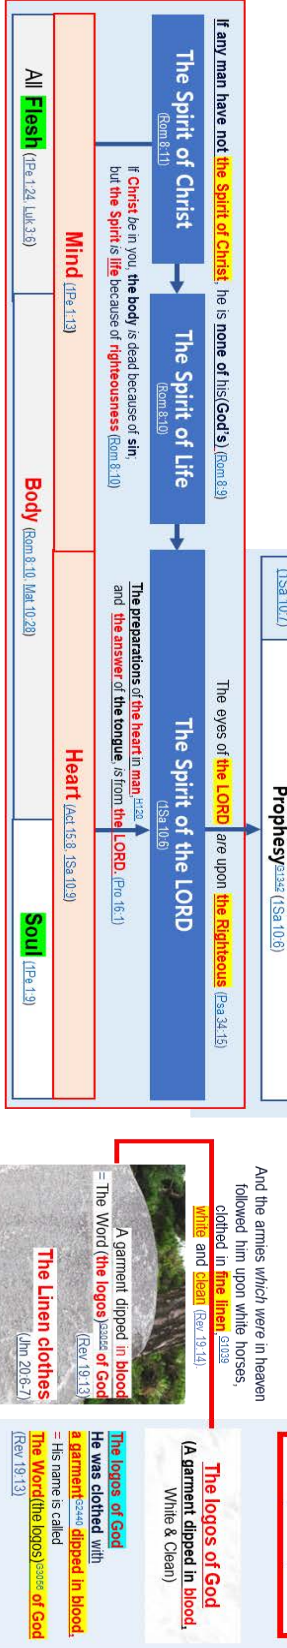 (1Sa 10:7)
Prophesy G1342 (1Sa 10:6)
If any man have not the Spirit of Christ, he is none of his(God's) (Rom 8:9)
The eyes of the LORD are upon the Righteous (Psa 34:15)
The Spirit of Christ
(Rom 8:11)
The Spirit of Life
(Rom 8:10)
The Spirit of the LORD
(1Sa 10:6)
If Christ be in you, the body is dead because of sin;
but the Spirit is life because of righteousness (Rom 8:10)
The preparations of the heart in man, H120
and the answer of the tongue, is from the LORD. (Pro 16:1)
Mind (1Pe 1:13)
Heart (Act 15:8, 1Sa 10:9)
All Flesh (1Pe 1:24, Luk 3:6)
Body (Rom 8:10, Mat 10:28)
Soul (1Pe 1:9)
And the armies which were in heaven
followed him upon white horses,
clothed in fine linen, G1039
white and clean (Rev 19:14).
A garment dipped in blood
= The Word (the logos)G3056 of God
(Rev 19:13)
The Linen clothes
(Jhn 20:6-7)
The logos of God
(A garment dipped in blood,
White & Clean)
The logos of God
He was clothed with
a garment G2440 dipped in blood,
= His name is called
The Word(the logos)G3056 of God
(Rev 19:13)